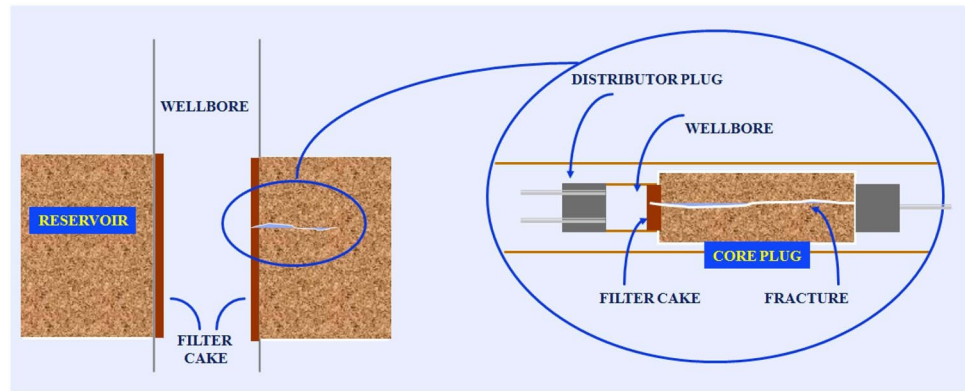 WELLBORE
RESERVOIR
FILTER
CAKE
DISTRIBUTOR PLUG
WELLBORE
CORE PLUG
FILTER CAKE
FRACTURE